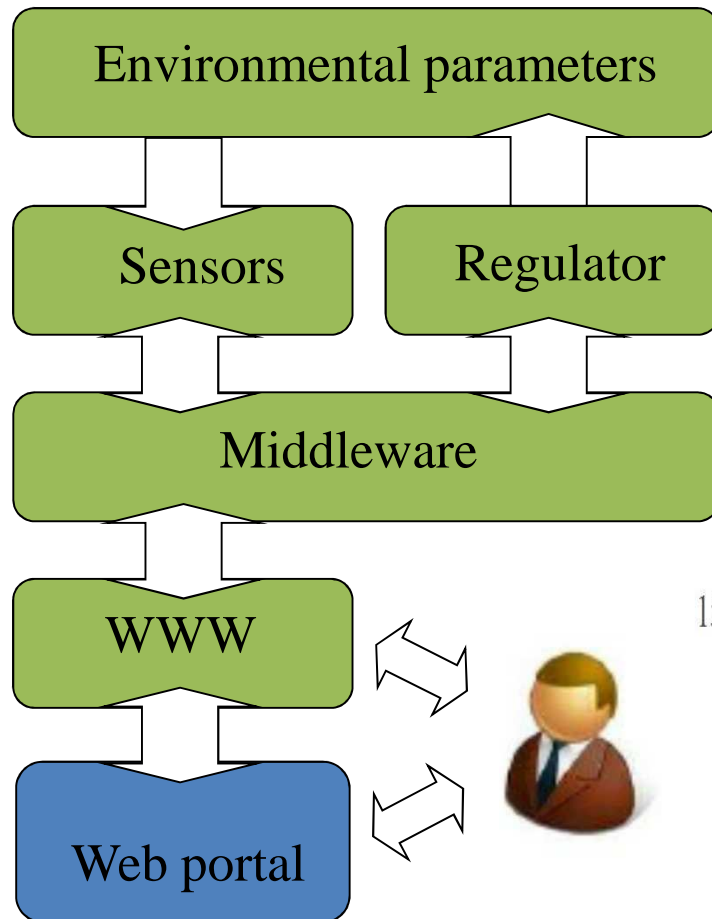 Environmental parameters
Sensors
Regulator
Middleware
WWW
Web portal